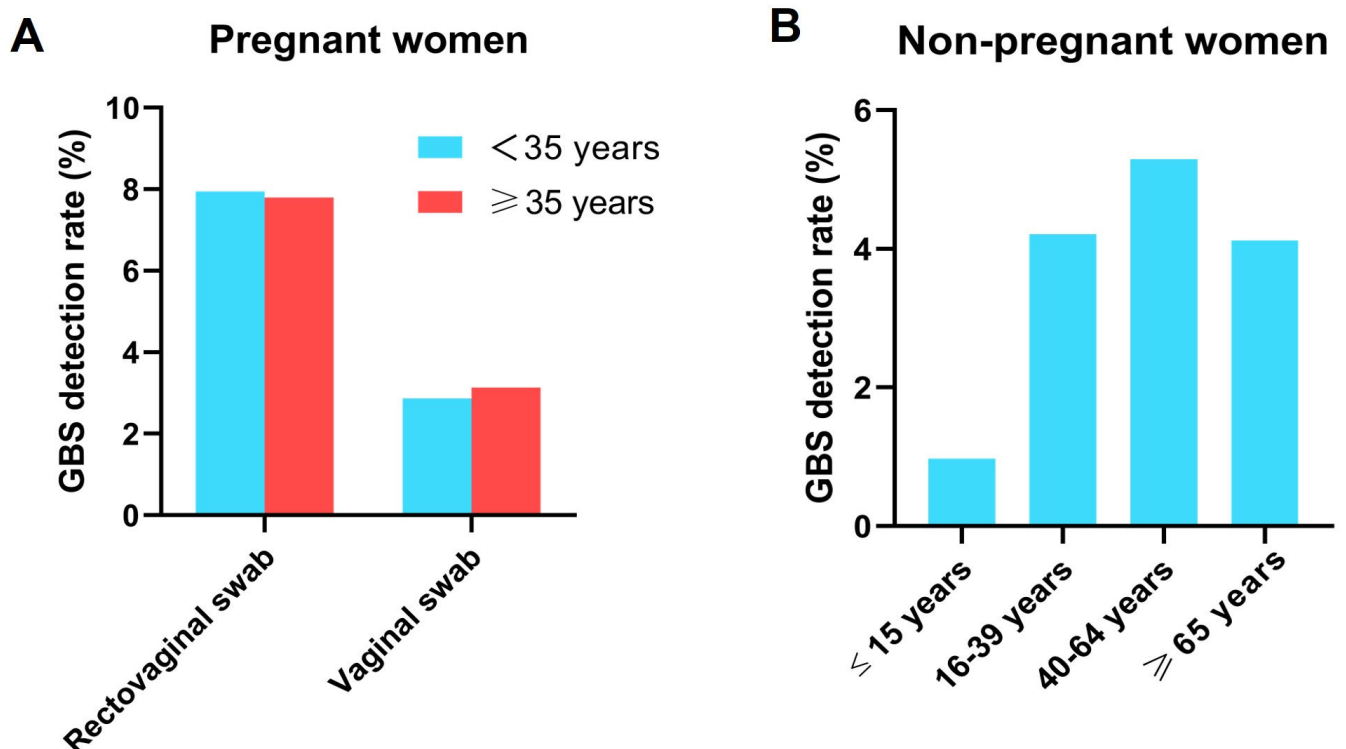 A
Pregnant women
GBS detection rate (%)
10
8
6
4
2
0
<35 years
⩾35 years
Rectovaginal swab
Vaginal swab
B
Non-pregnant women
GBS detection rate (%)
6
4
2
0
⩽ 15 years
16-39 years
40-64 years
⩾ 65 years